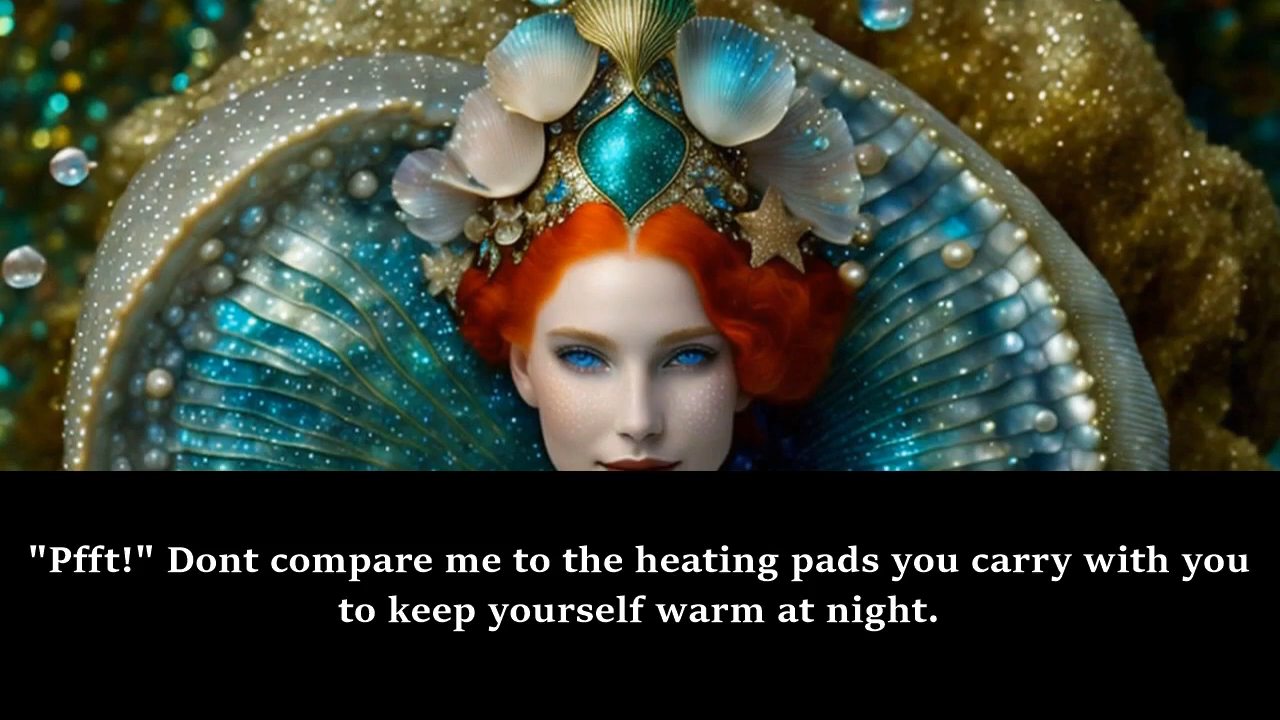 "Pfft!" Dont compare me to the heating pads you carry with you
to keep yourself warm at night.